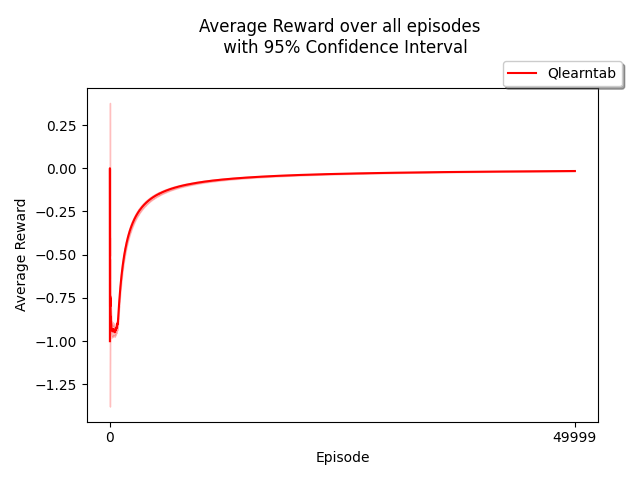 Average Reward over all episodes
with 95% Confidence Interval
Qlearntab
0.25
0.00
−0.25
−0.50
−0.75
−1.00
−1.25
Average Reward
0
49999
Episode